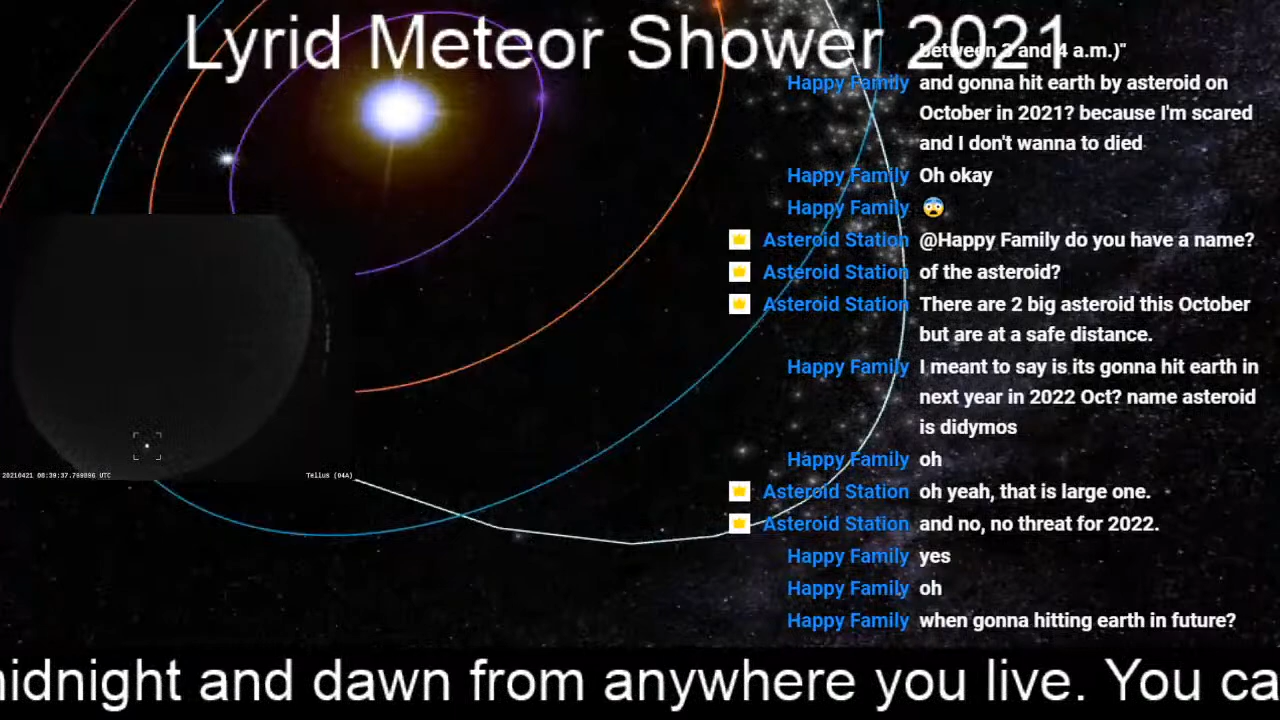 Lyrid Meteor Shower 2021
between 3 and 4 a.m.)"
Happy Family and gonna hit earth by asteroid on
October in 2021? because I'm scared
and I don't wanna to died
Happy Family Oh okay
Happy Family 😨
Asteroid Station @Happy Family do you have a name?
Asteroid Station of the asteroid?
Asteroid Station There are 2 big asteroid this October
but are at a safe distance.
Happy Family I meant to say is its gonna hit earth in
next year in 2022 Oct? name asteroid
is didymos
Happy Family oh
Asteroid Station oh yeah, that is large one.
Asteroid Station and no, no threat for 2022.
Happy Family yes
Happy Family oh
Happy Family when gonna hitting earth in future?
UTC
Tellus (04A)
midnight and dawn from anywhere you live. You ca